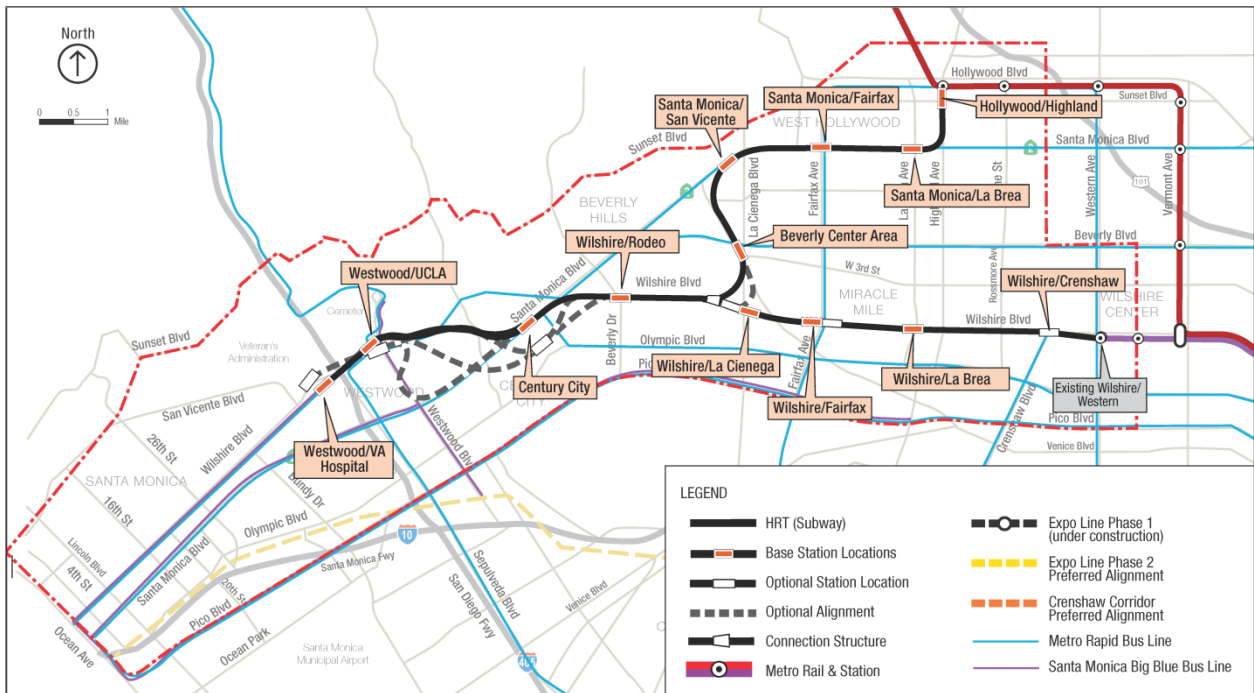 North
0 0.5 1
Mile
Hollywood Blvd
Sunset Blvd
Hollywood/Highland
Santa Monica/
San Vicente
Santa Monica/Fairfax
WEST HOLLYWOOD
Santa Monica Blvd
2
101
Sunset Blvd
La Cienega Blvd
Fairfax Ave
Santa Monica/La Brea
Western Ave
Vermont Ave
2
BEVERLY
HILLS
Beverly Center Area
Beverly Blvd
W 3rd St
Rossmore Ave
Wilshire/Rodeo
Westwood/UCLA
Santa Monica Blvd
Wilshire Blvd
MIRACLE
MILE
Wilshire/Crenshaw
WILSHIRE
CENTER
Wilshire Blvd
Sunset Blvd
Veteran's
Administration
Beverly Dr
Olympic Blvd
Wilshire/La Cienega
Fairfax Ave
Wilshire/La Brea
Existing Wilshire/
Western
Century City
Wilshire/Fairfax
WESTWOOD
San Vicente Blvd
Westwood/VA
Hospital
Crenshaw Blvd
Pico Blvd
Venice Blvd
26th St
Wilshire Blvd
SANTA MONICA
16th St
Bundy Dr
Olympic Blvd
10
Lincoln Blvd
4th St
Santa Monica Blvd
20th St
Santa Monica Fwy
Pico Blvd
Sepulveda Blvd
San Diego Fwy
Venice Blvd
Ocean Ave
Ocean Park
Santa Monica
Municipal Airport
405
LEGEND
HRT (Subway)
Base Station Locations
Optional Station Location
Optional Alignment
Connection Structure
Metro Rail & Station
Expo Line Phase 1
(under construction)
Expo Line Phase 2
Preferred Alignment
Crenshaw Corridor
Preferred Alignment
Metro Rapid Bus Line
Santa Monica Big Blue Bus Line